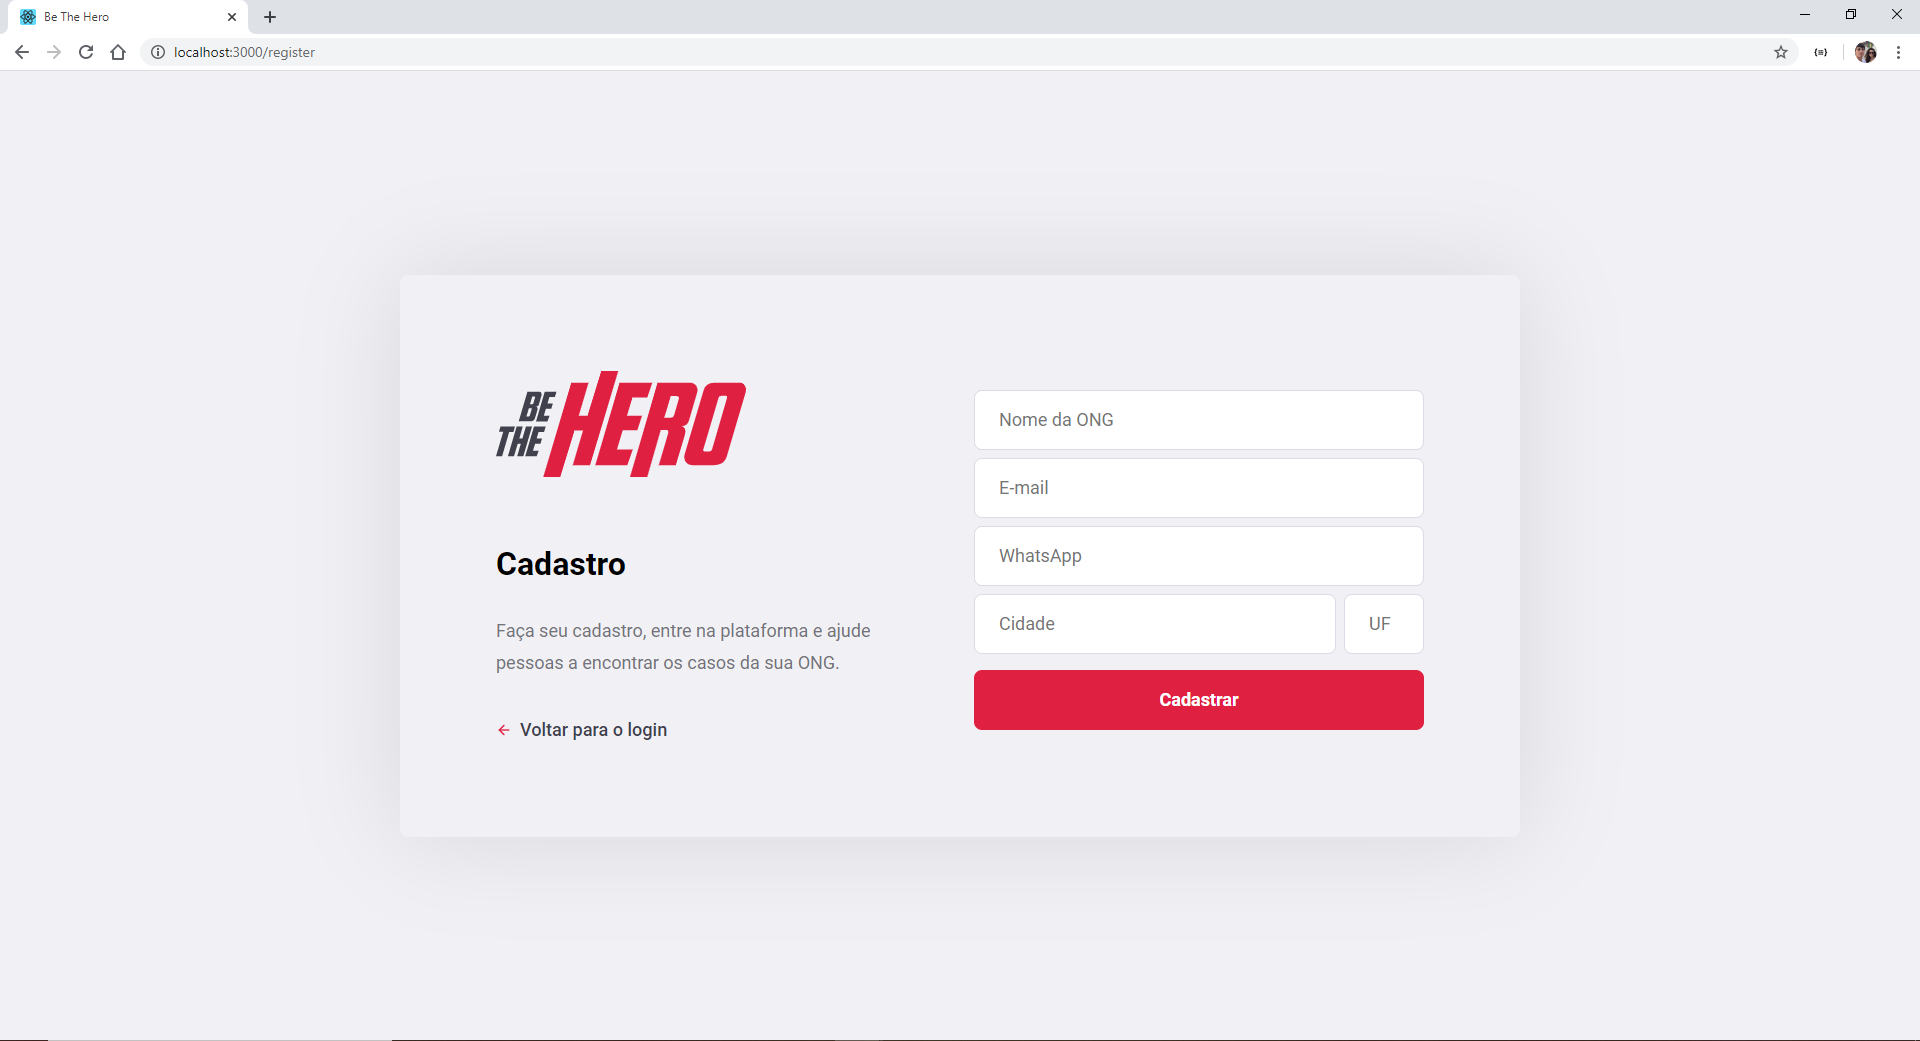 Be The Hero
localhost:3000/register
BE
THE HERO
Cadastro
Faça seu cadastro, entre na plataforma e ajude
pessoas a encontrar os casos da sua ONG.
Voltar para o login
Nome da ONG
E-mail
WhatsApp
Cidade
UF
Cadastrar